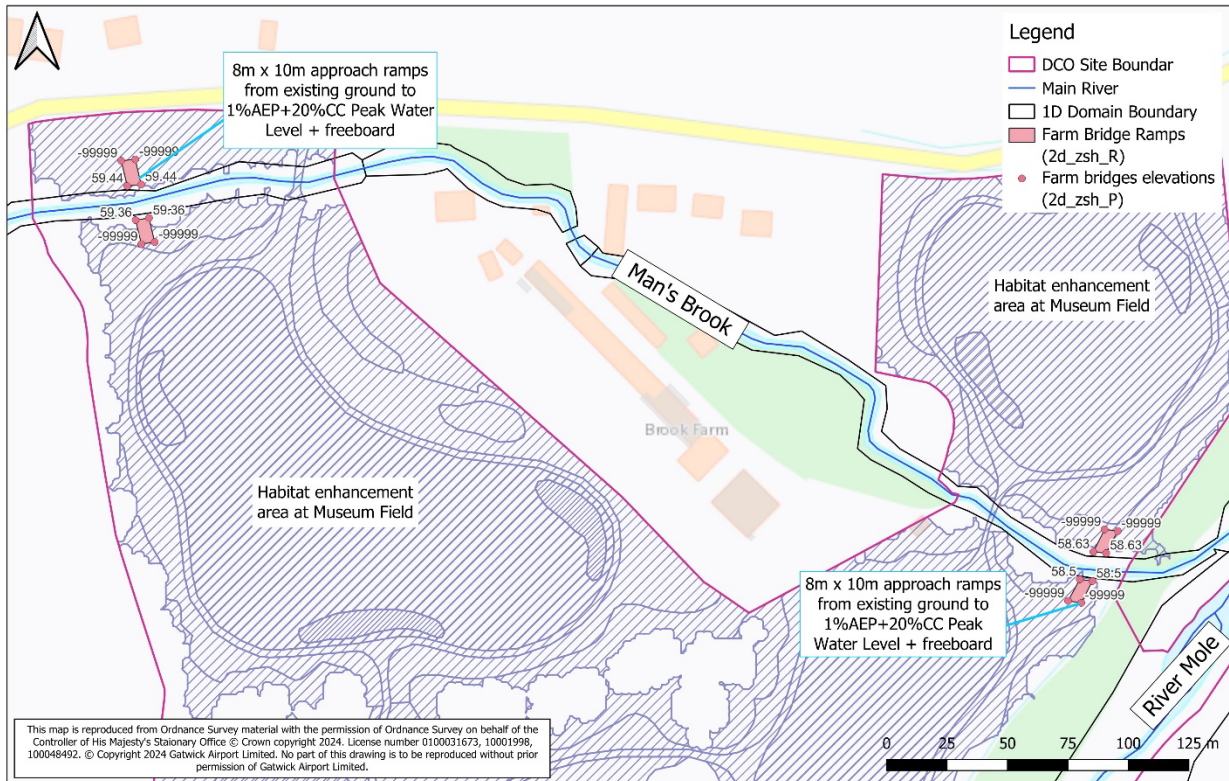 8m x 10m approach ramps
from existing ground to
1%AEP+20%CC Peak Water
Level + freeboard
Legend
DCO Site Boundar
Main River
1D Domain Boundary
Farm Bridge Ramps
(2d_zsh_R)
Farm bridges elevations
(2d_zsh_P)
-99999
-99999
59.44
59.44
59.36
59.36
-99999
-99999
Man's Brook
Habitat enhancement
area at Museum Field
Brook Farm
Habitat enhancement
area at Museum Field
-99999
-99999
58.63
58.63
58.5
58.5
-99999
-99999
8m x 10m approach ramps
from existing ground to
1%AEP+20%CC Peak
Water Level + freeboard
River Mole
This map is reproduced from Ordnance Survey material with the permission of Ordnance Survey on behalf of the
Controller of His Majesty's Staionary Office © Crown copyright 2024. License number 0100031673, 10001998,
100048492. © Copyright 2024 Gatwick Airport Limited. No part of this drawing is to be reproduced without prior
permission of Gatwick Airport Limited.
0 25 50 75 100 125 m